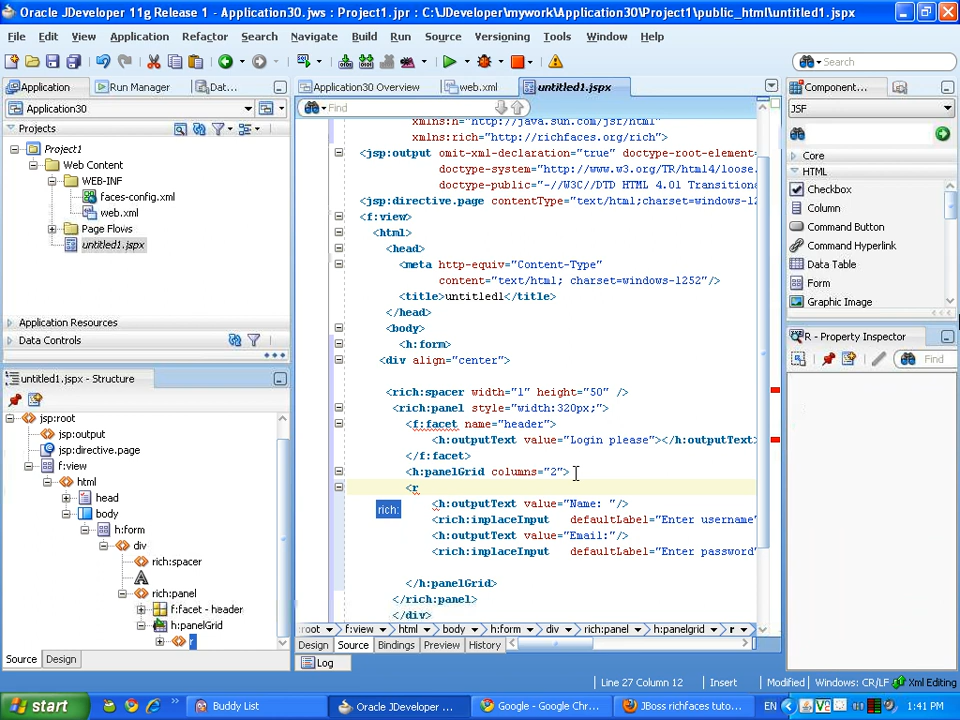 Oracle JDeveloper 11g Release 1 - Application30.jws : Project1.jpr : C:\JDeveloper\mywork\Application30\Project1\public_html\untitled1.jspx
File Edit View Application Refactor Search Navigate Build Run Source Versioning Tools Window Help
Search
Application Run Manager Dat...
Application30 Overview web.xml untitled1.jspx
Component...
Application30
Find
JSF
Projects
Project1
Web Content
WEB-INF
faces-config.xml
web.xml
Page Flows
untitled1.jspx
Application Resources
Data Controls
untitled1.jspx - Structure
jsp:root
jsp:output
jsp:directive.page
f:view
html
head
body
h:form
div
rich:spacer
A
rich:panel
f:facet - header
h:panelGrid
r
Source Design
xmlns:h="http://java.sun.com/jsf/html"
xmlns:rich="http://richfaces.org/rich">
<jsp:output omit-xml-declaration="true" doctype-root-element=
doctype-system="http://www.w3.org/TR/html4/loose.
doctype-public="-//W3C//DTD HTML 4.01 Transitiona
<jsp:directive.page contentType="text/html;charset=windows-12
<f:view>
<html>
<head>
<meta http-equiv="Content-Type"
content="text/html; charset=windows-1252"/>
<title>untitled1</title>
</head>
<body>
<h:form>
<div align="center">
<rich:spacer width="1" height="50" />
<rich:panel style="width:320px;">
<f:facet name="header">
<h:outputText value="Login please"></h:outputText>
</f:facet>
<h:panelGrid columns="2">
<r
rich:
<h:outputText value="Name: "/>
<rich:inplaceInput defaultLabel="Enter username"
<h:outputText value="Email:"/>
<rich:inplaceInput defaultLabel="Enter password"
</h:panelGrid>
</rich:panel>
</div>
:root f:view html body h:form div rich:panel h:panelgrid r
Design Source Bindings Preview History
Log
Core
HTML
Checkbox
Column
Command Button
Command Hyperlink
Data Table
Form
Graphic Image
R - Property Inspector
Find
Line 27 Column 12 Insert Modified Windows: CR/LF Xml Editing
start Buddy List Oracle JDeveloper ... Google - Google Chr... JBoss richfaces tuto... EN 1:41 PM